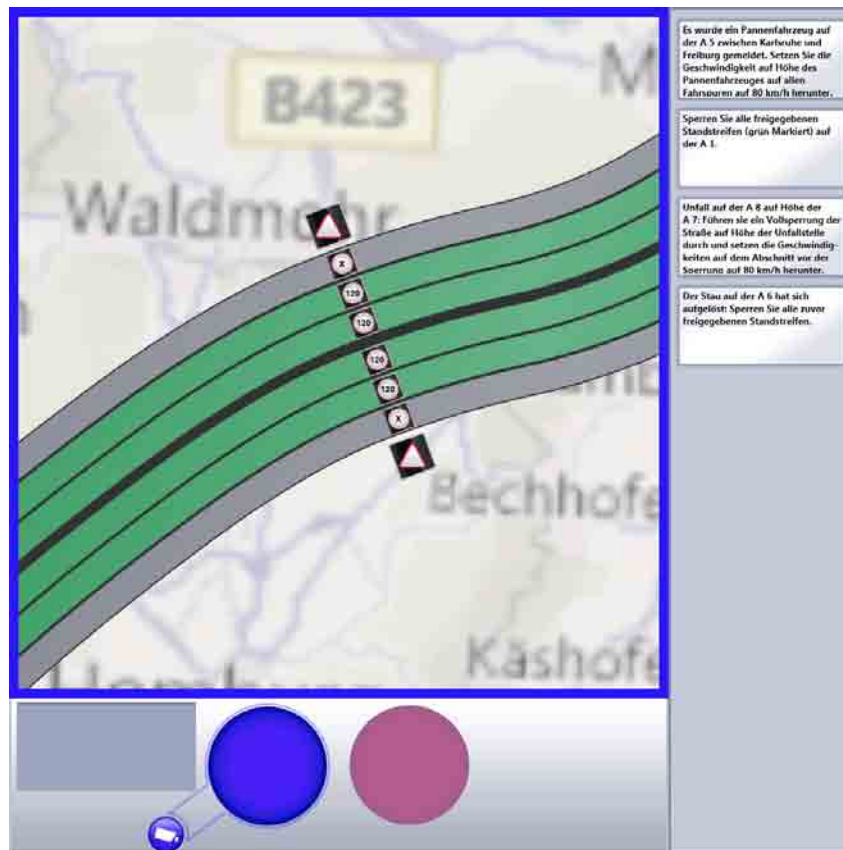 B423
M
Waldmohr
X
120
120
120
120
X
Bechhofe
Käshofe
Es wurde ein Pannenfahrzeug auf
der A 5 zwischen Karlsruhe und
Freiburg gemeldet. Setzen Sie die
Geschwindigkeit auf Höhe des
Pannenfahrzeuges auf allen
Fahrspuren auf 80 km/h herunter.
Sperren Sie alle freigegebenen
Standstreifen (grün Markiert) auf
der A 1.
Unfall auf der A 8 auf Höhe der
A 7: Führen sie ein Vollsperrung der
Straße auf Höhe der Unfallstelle
durch und setzen die Geschwindig-
keiten auf dem Abschnitt vor der
Sperrung auf 80 km/h herunter.
Der Stau auf der A 6 hat sich
aufgelöst: Sperren Sie alle zuvor
freigegebenen Standstreifen.